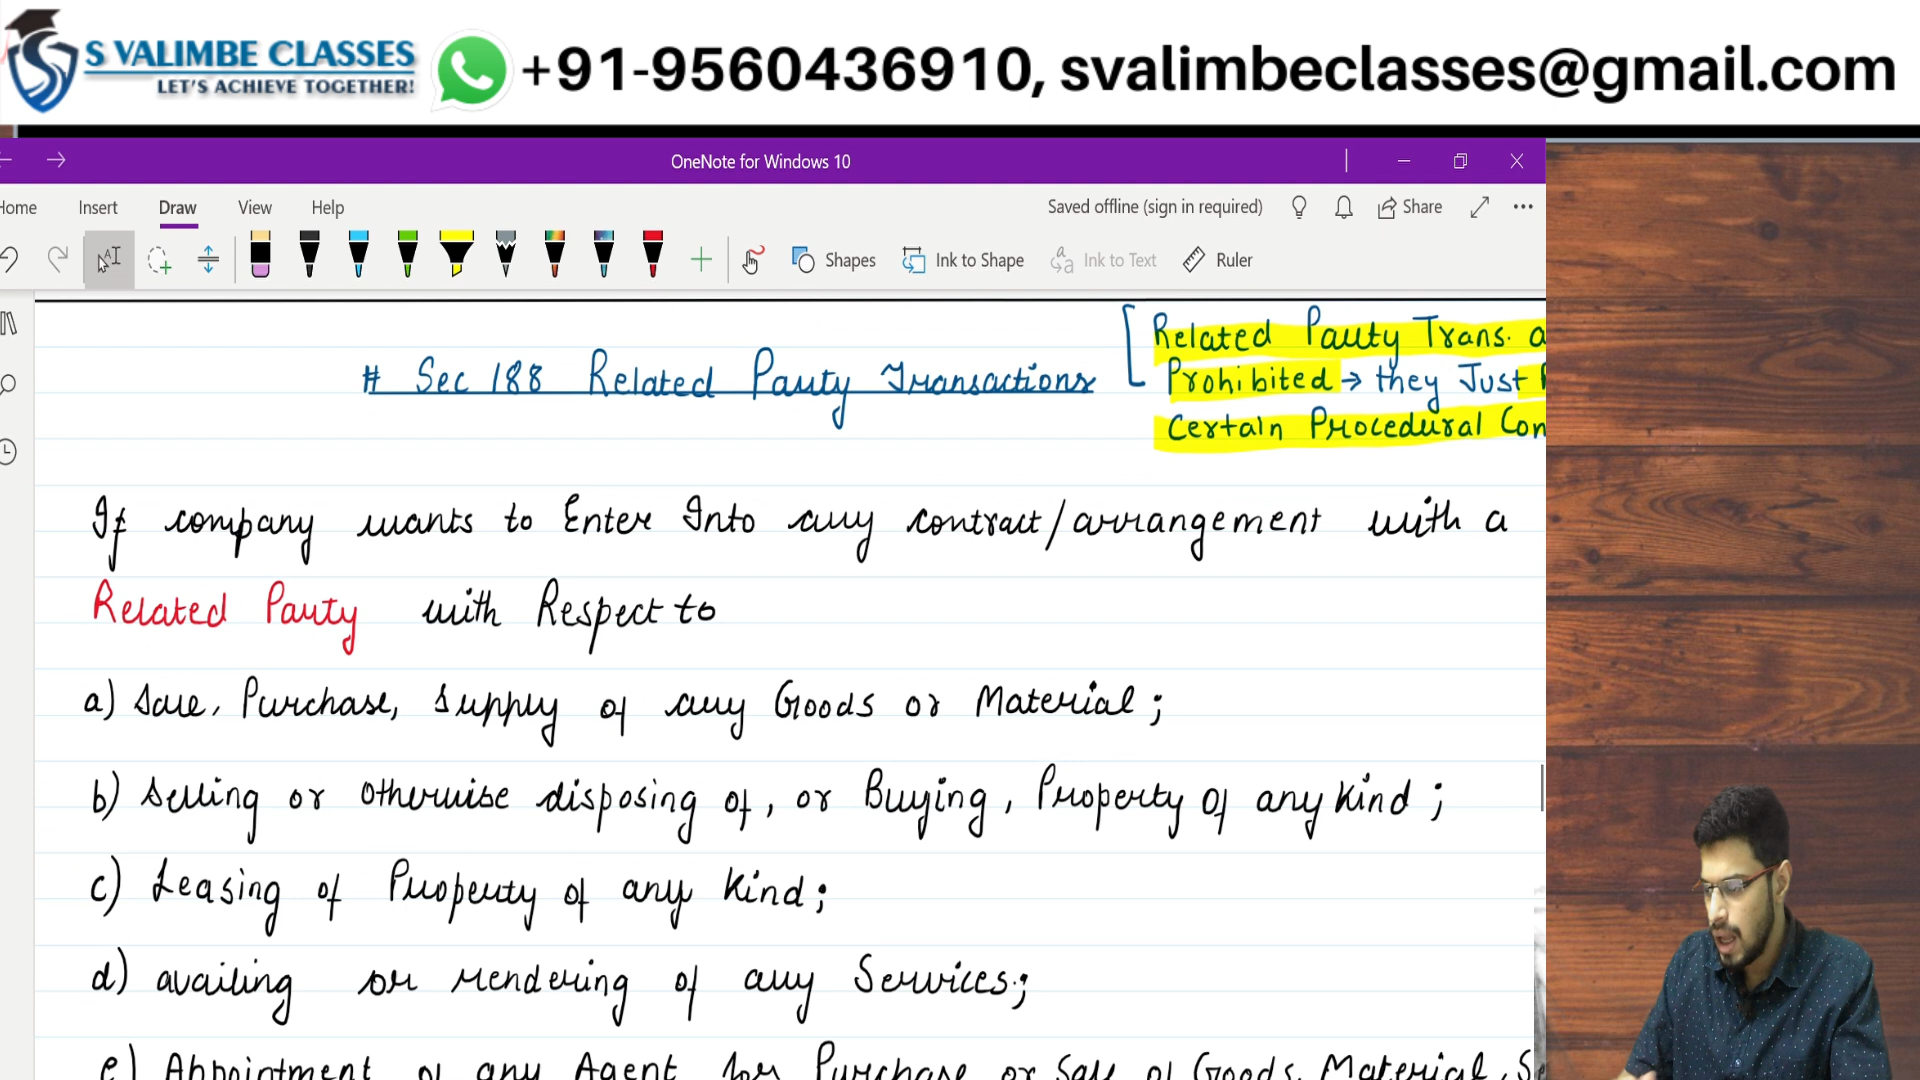 S VALIMBE CLASSES
LET'S ACHIEVE TOGETHER!
+91-9560436910, svalimbeclasses@gmail.com
OneNote for Windows 10
Home Insert Draw View Help
Saved offline (sign in required) Share
Shapes Ink to Shape Ink to Text Ruler
Related Party Trans. a
# Sec 188 Related Party Transactions
Prohibited → they Just
Certain Procedural Con
If company wants to Enter Into any contract/arrangement with a
Related Party with Respect to
a) Sale, Purchase, Supply of any Goods or Material;
b) Selling or otherwise disposing of, or Buying, Property of any Kind;
c) Leasing of Property of any Kind;
d) availing or rendering of any Services;
e) Appointment of any Agent for Purchase or Sale of Goods, Material, Se